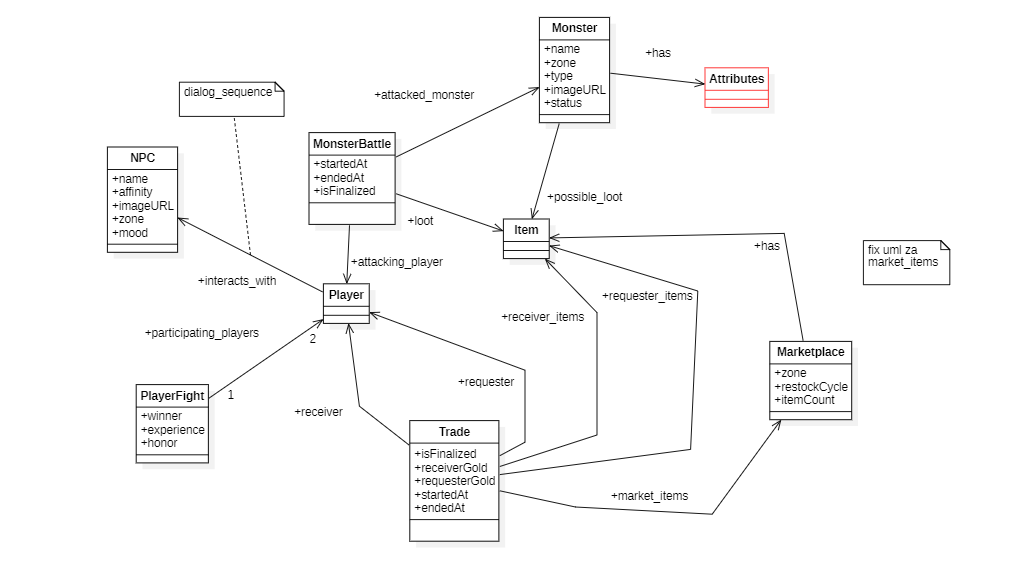 Monster
+name
+zone
+type
+imageURL
+status
+has
Attributes
dialog_sequence
+attacked_monster
MonsterBattle
+startedAt
+endedAt
+isFinalized
NPC
+name
+affinity
+imageURL
+zone
+mood
+possible_loot
+loot
Item
+has
fix uml za
market_items
+attacking_player
+interacts_with
Player
+requester_items
+receiver_items
+participating_players
2
Marketplace
+zone
+restockCycle
+itemCount
+requester
PlayerFight
+winner
+experience
+honor
1
+receiver
Trade
+isFinalized
+receiverGold
+requesterGold
+startedAt
+endedAt
+market_items